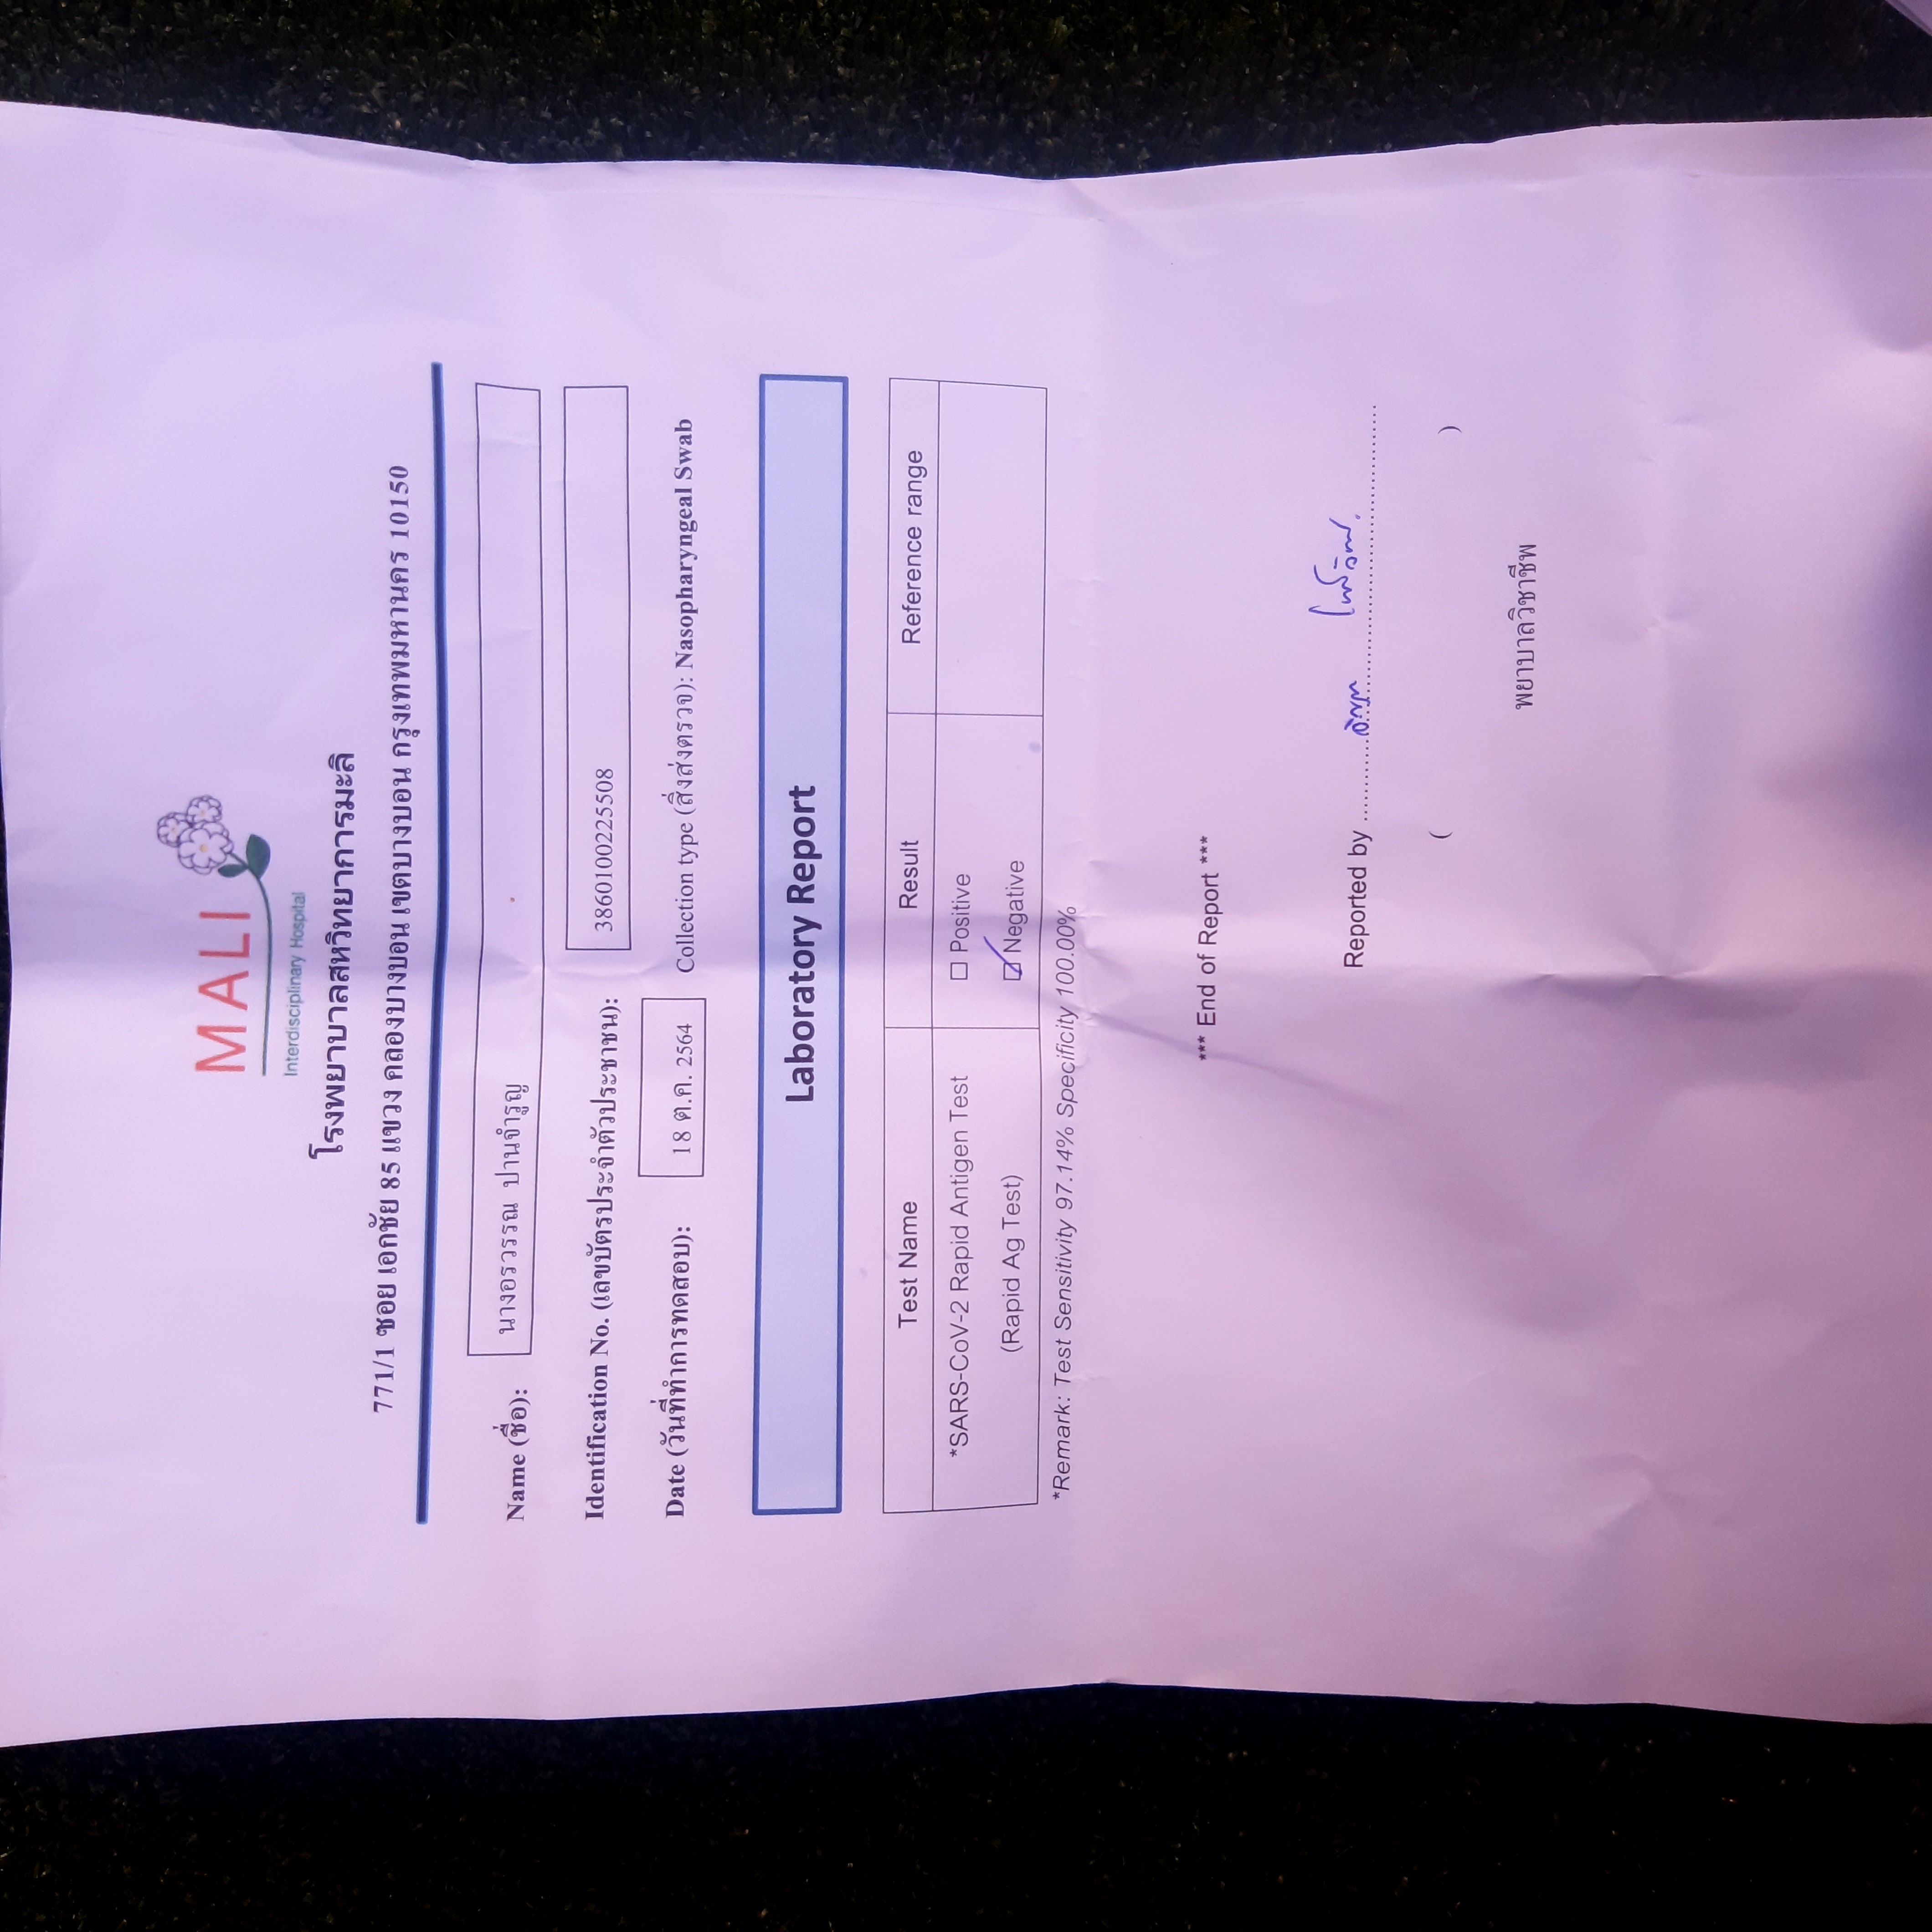 MALI
Interdisciplinary Hospital
โรงพยาบาลสหวิทยาการมะลิ
771/1 ซอย เอกชัย 85 แขวง คลองบางบอน เขตบางบอน กรุงเทพมหานคร 10150
Name (ชื่อ): นางอรวรรณ ปานจำรูญ
Identification No. (เลขบัตรประจำตัวประชาชน): 3860100225508
Date (วันที่ทำการทดสอบ): 18 ต.ค. 2564 Collection type (สิ่งส่งตรวจ): Nasopharyngeal Swab
Laboratory Report
Test Name Result Reference range
*SARS-CoV-2 Rapid Antigen Test ☐ Positive
(Rapid Ag Test) ☑ Negative
*Remark: Test Sensitivity 97.14% Specificity 100.00%
*** End of Report ***
Reported by ..........
( )
พยาบาลวิชาชีพ